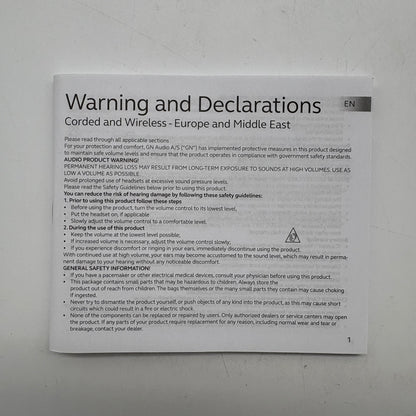 Warning and Declarations
EN
Corded and Wireless - Europe and Middle East
Please read through all applicable sections
For your protection and comfort, GN Audio A/S ("GN") has implemented protective measures in this product designed
to maintain safe volume levels and ensure that the product operates in compliance with government safety standards.
AUDIO PRODUCT WARNING!
PERMANENT HEARING LOSS MAY RESULT FROM LONG-TERM EXPOSURE TO SOUNDS AT HIGH VOLUMES. USE AS
LOW A VOLUME AS POSSIBLE.
Avoid prolonged use of headsets at excessive sound pressure levels.
Please read the Safety Guidelines below prior to using this product.
You can reduce the risk of hearing damage by following these safety guidelines:
1. Prior to using this product follow these steps
• Before using the product, turn the volume control to its lowest level,
• Put the headset on, if applicable
• Slowly adjust the volume control to a comfortable level.
2. During the use of this product
• Keep the volume at the lowest level possible;
• If increased volume is necessary, adjust the volume control slowly;
• If you experience discomfort or ringing in your ears, immediately discontinue using the product.
With continued use at high volume, your ears may become accustomed to the sound level, which may result in perma-
nent damage to your hearing without any noticeable discomfort.
GENERAL SAFETY INFORMATION!
• If you have a pacemaker or other electrical medical devices, consult your physician before using this product.
• This package contains small parts that may be hazardous to children. Always store the
product out of reach from children. The bags themselves or the many small parts they contain may cause choking
if ingested.
• Never try to dismantle the product yourself, or push objects of any kind into the product, as this may cause short
circuits which could result in a fire or electric shock.
• None of the components can be replaced or repaired by users. Only authorized dealers or service centers may open
the product. If any parts of your product require replacement for any reason, including normal wear and tear or
breakage, contact your dealer.
1